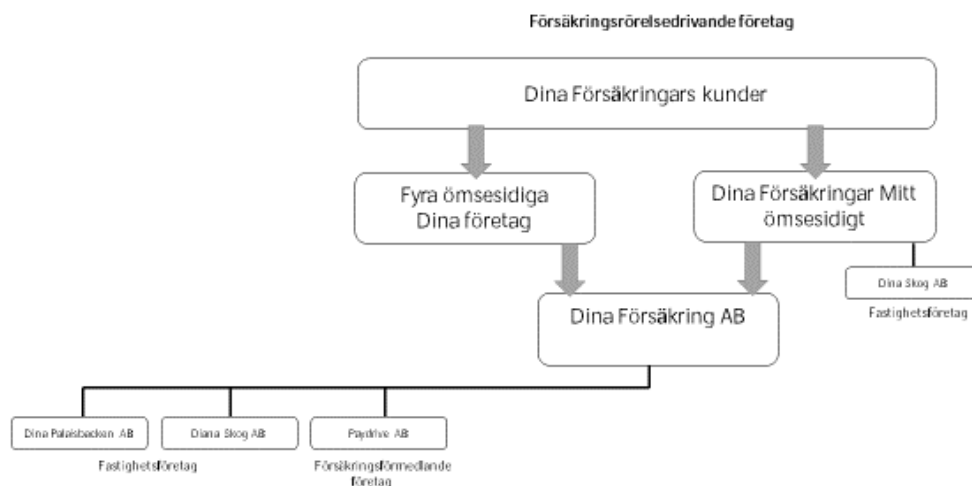 Försäkringsrörelsedrivande företag
Dina Försäkringars kunder
Fyra ömsesidiga
Dina företag
Dina Försäkringar Mitt
ömsesidigt
Dina Skog AB
Fastighetsföretag
Dina Försäkring AB
Dina Palaisbacken AB
Diana Skog AB
Paydrive AB
Fastighetsföretag
Försäkringsförmedlande
företag